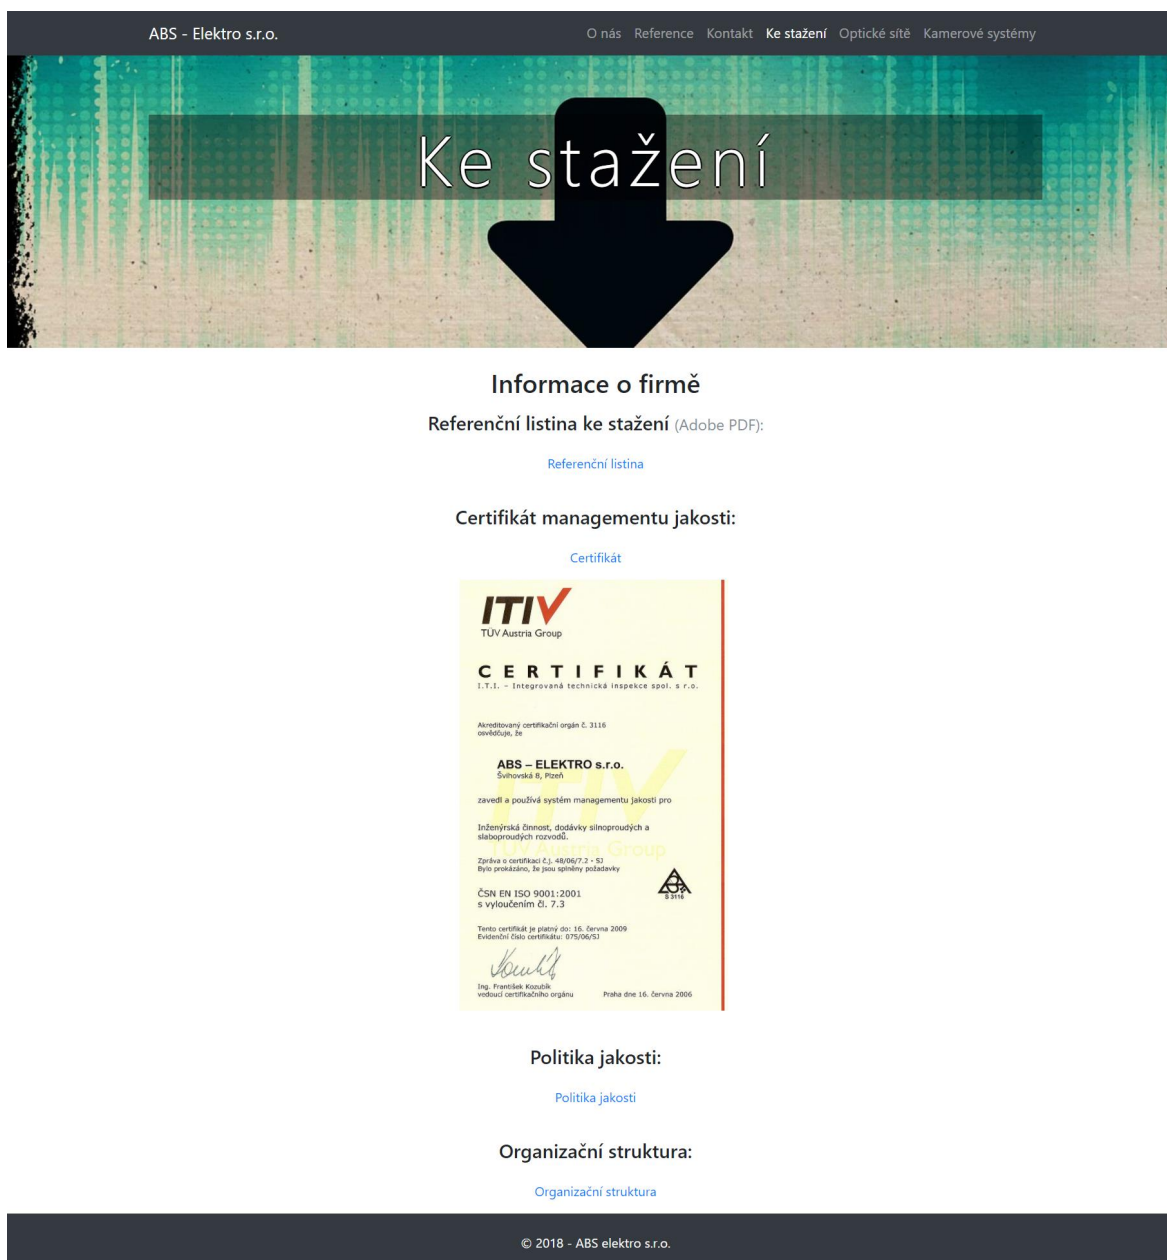 ABS - Elektro s.r.o.
O nás Reference Kontakt Ke stažení Optické sítě Kamerové systémy
Ke stažení
Informace o firmě
Referenční listina ke stažení (Adobe PDF):
Referenční listina
Certifikát managementu jakosti:
Certifikát
ITIV
TÜV Austria Group
CERTIFIKÁT
I.T.I. – Integrovaná technická inspekce spol. s r.o.
Akreditovaný certifikační orgán č. 3116
osvědčuje, že
ABS – ELEKTRO s.r.o.
Švihovská 8, Plzeň
zavedl a používá systém managementu jakosti pro
Inženýrská činnost, dodávky silnoproudých a
slaboproudých rozvodů.
ITIV
TÜV Austria Group
Zpráva o certifikaci č.j. 48/06/7.2 - SJ
Bylo prokázáno, že jsou splněny požadavky
S 3116
ČSN EN ISO 9001:2001
s vyloučením čl. 7.3
Tento certifikát je platný do: 16. června 2009
Evidenční číslo certifikátu: 075/06/SJ
Ing. František Kozubík
vedoucí certifikačního orgánu Praha dne 16. června 2006
Politika jakosti:
Politika jakosti
Organizační struktura:
Organizační struktura
© 2018 - ABS elektro s.r.o.